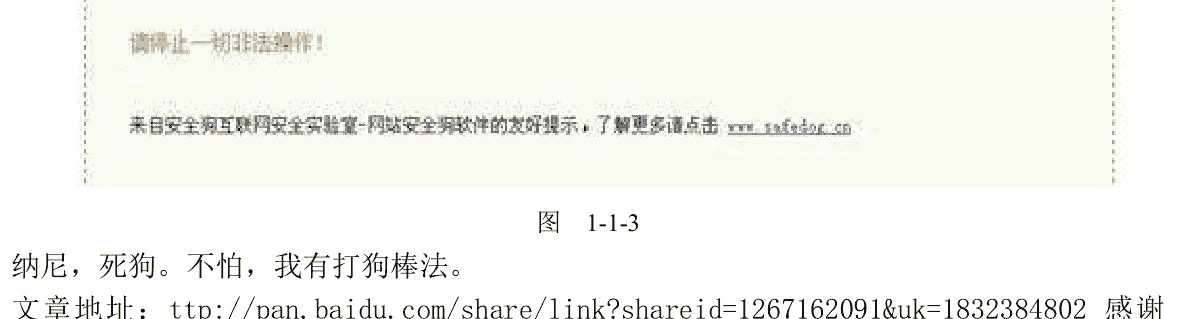 请停止一切非法操作！
来自安全狗互联网安全实验室-网站安全狗软件的友好提示，了解更多请点击 www.safedog.cn
图 1-1-3
纳尼，死狗。不怕，我有打狗棒法。
文章地址：ttp://pan.baidu.com/share/link?shareid=1267162091&uk=1832384802 感谢